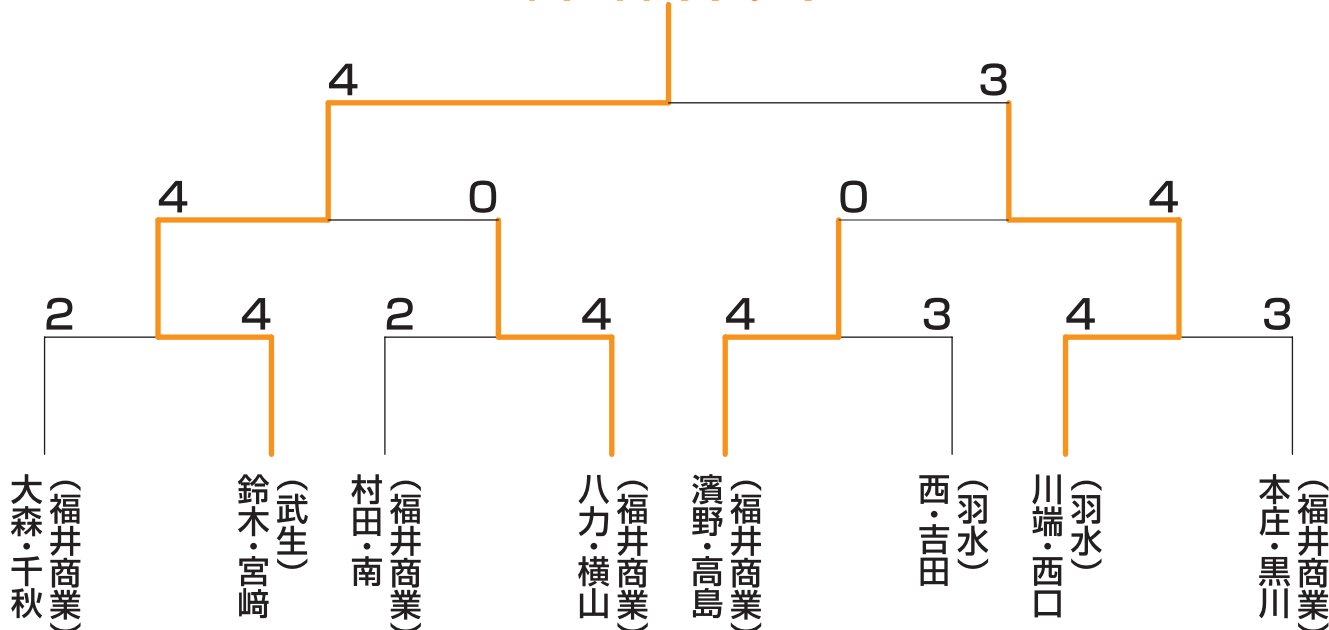 4 3
4 0 0 4
2 4 2 4 4 3 4 3
大森・千秋
(福井商業)
鈴木・宮﨑
(武生)
村田・南
(福井商業)
八力・横山
(福井商業)
濱野・高島
(福井商業)
西・吉田
(羽水)
川端・西口
(羽水)
本庄・黒川
(福井商業)